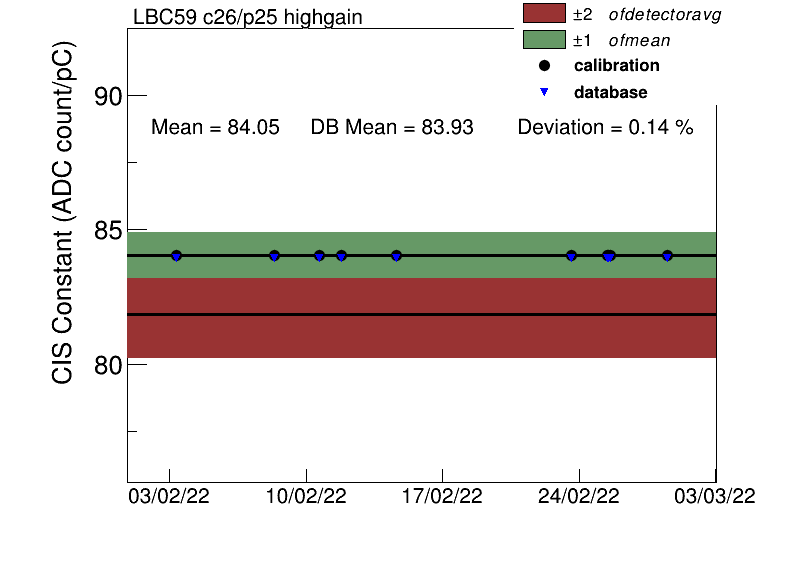 LBC59 c26/p25 highgain
±2 ofdetectoravg
±1 ofmean
calibration
database
Mean = 84.05 DB Mean = 83.93 Deviation = 0.14 %
CIS Constant (ADC count/pC)
90
85
80
03/02/22 10/02/22 17/02/22 24/02/22 03/03/22